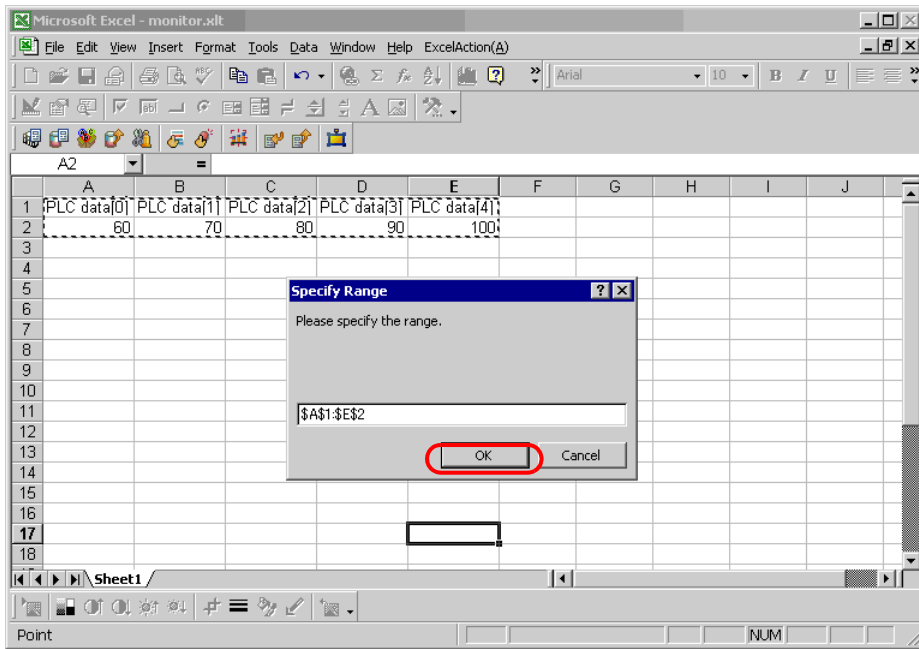 Microsoft Excel - monitor.xlt
File Edit View Insert Format Tools Data Window Help ExcelAction(A)
Arial 10 B I U
A2 =
A B C D E F G H I J
1 PLC data[0] PLC data[1] PLC data[2] PLC data[3] PLC data[4]
2 60 70 80 90 100
3
4
5
6
7
8
9
10
11
12
13
14
15
16
17
18
Specify Range
Please specify the range.
$A$1:$E$2
OK Cancel
Sheet1
Point NUM